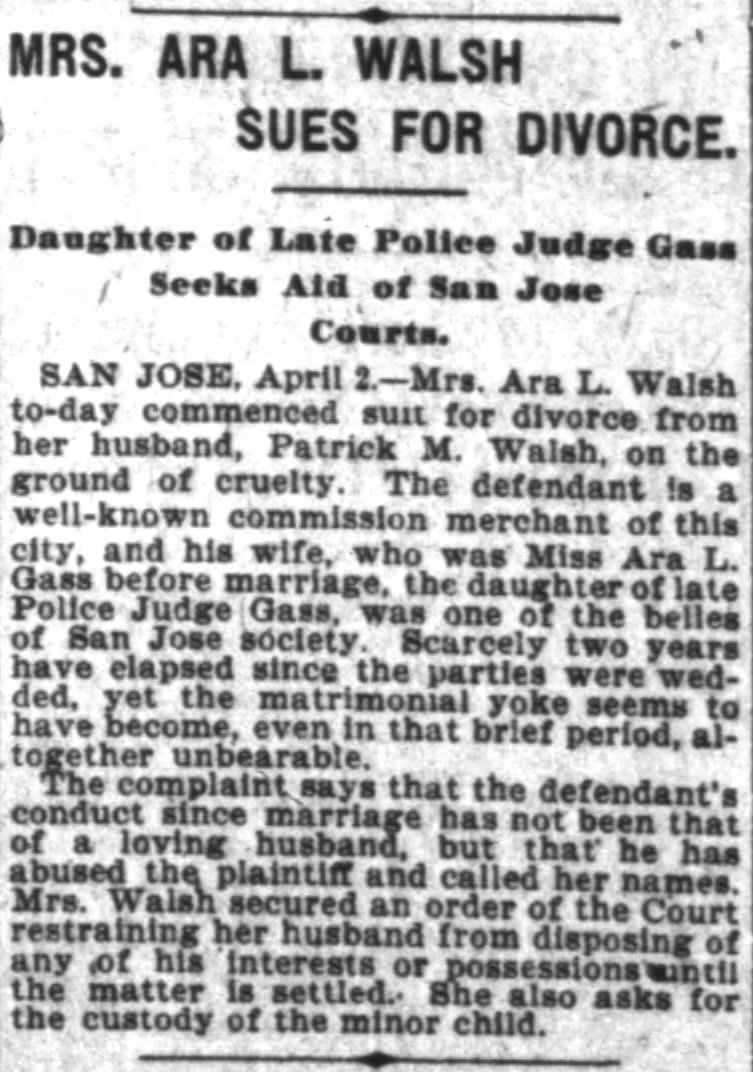 MRS. ARA L. WALSH
SUES FOR DIVORCE.
Daughter of Late Police Judge Gass
Seeks Aid of San Jose
Courts.
SAN JOSE, April 2.—Mrs. Ara L. Walsh
to-day commenced suit for divorce from
her husband, Patrick M. Walsh, on the
ground of cruelty. The defendant is a
well-known commission merchant of this
city, and his wife, who was Miss Ara L.
Gass before marriage, the daughter of late
Police Judge Gass, was one of the belles
of San Jose society. Scarcely two years
have elapsed since the parties were wed-
ded, yet the matrimonial yoke seems to
have become, even in that brief period, al-
together unbearable.
The complaint says that the defendant's
conduct since marriage has not been that
of a loving husband, but that he has
abused the plaintiff and called her names.
Mrs. Walsh secured an order of the Court
restraining her husband from disposing of
any of his interests or possessions until
the matter is settled. She also asks for
the custody of the minor child.